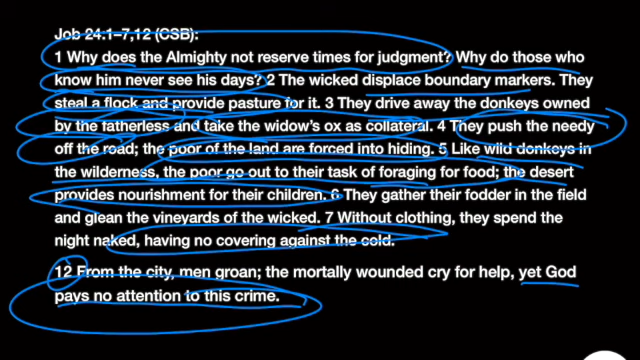 Job 24:1–7,12 (CSB):
1 Why does the Almighty not reserve times for judgment? Why do those who
know him never see his days? 2 The wicked displace boundary markers. They
steal a flock and provide pasture for it. 3 They drive away the donkeys owned
by the fatherless and take the widow's ox as collateral. 4 They push the needy
off the road; the poor of the land are forced into hiding. 5 Like wild donkeys in
the wilderness, the poor go out to their task of foraging for food; the desert
provides nourishment for their children. 6 They gather their fodder in the field
and glean the vineyards of the wicked. 7 Without clothing, they spend the
night naked, having no covering against the cold.
12 From the city, men groan; the mortally wounded cry for help, yet God
pays no attention to this crime.